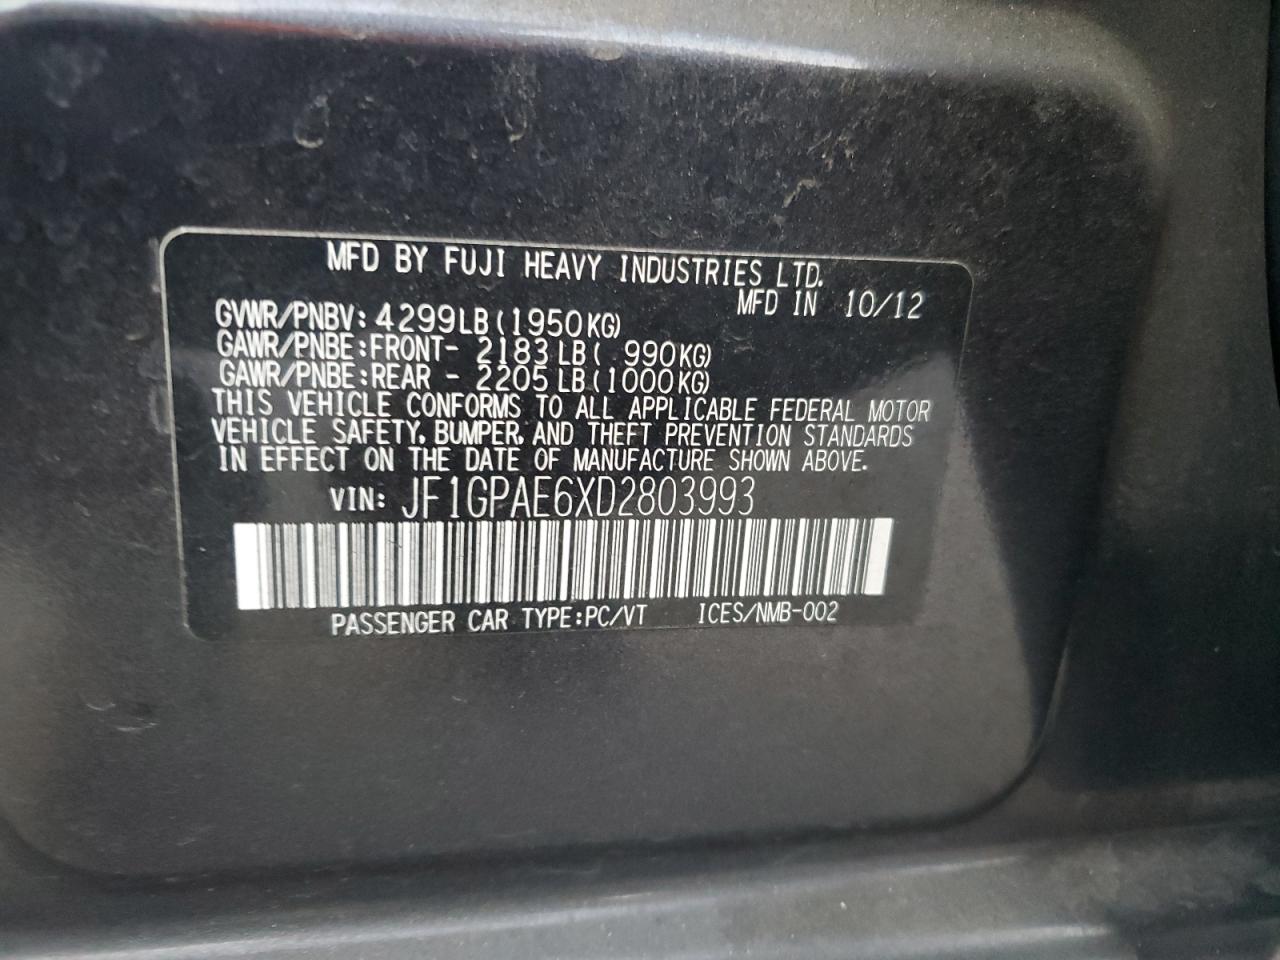 MFD BY FUJI HEAVY INDUSTRIES LTD.
MFD IN 10/12
GVWR/PNBV: 4299LB(1950KG)
GAWR/PNBE:FRONT- 2183LB( 990KG)
GAWR/PNBE:REAR - 2205LB(1000KG)
THIS VEHICLE CONFORMS TO ALL APPLICABLE FEDERAL MOTOR
VEHICLE SAFETY, BUMPER, AND THEFT PREVENTION STANDARDS
IN EFFECT ON THE DATE OF MANUFACTURE SHOWN ABOVE.
VIN: JF1GPAE6XD2803993
PASSENGER CAR TYPE:PC/VT ICES/NMB-002